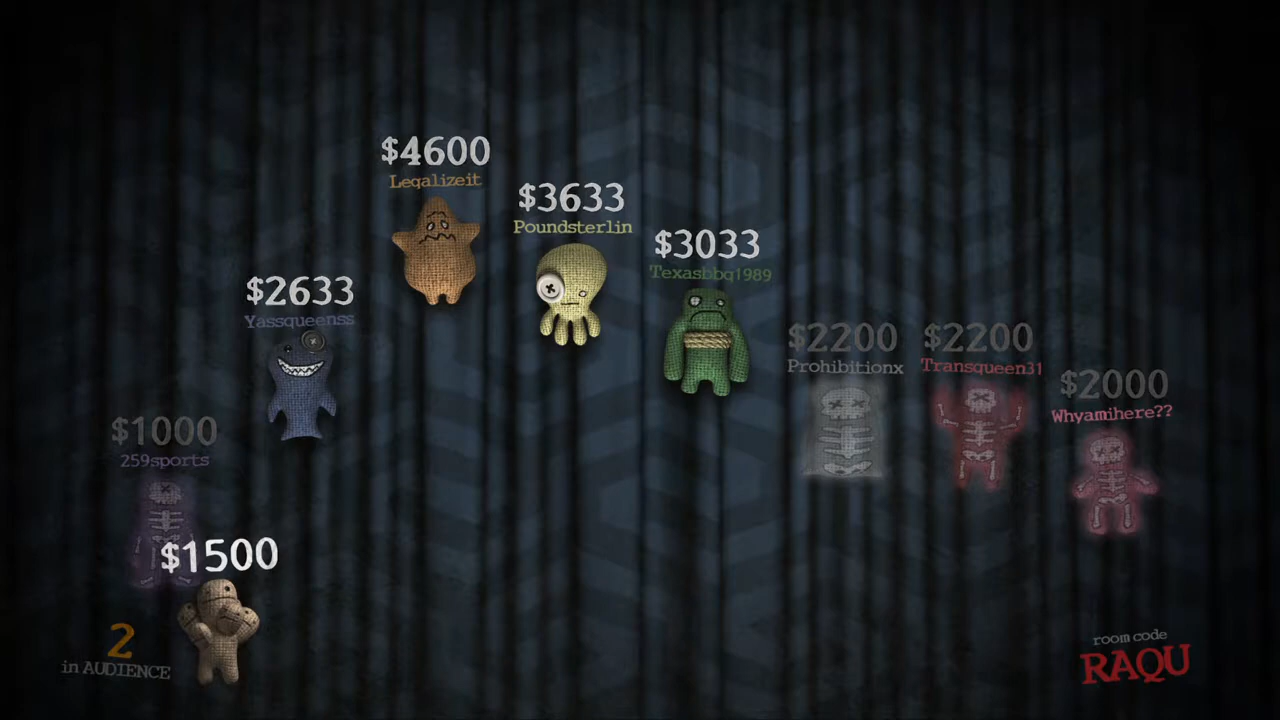 $4600
Legalizeit
$3633
Poundsterlin
$3033
Texasbbq1989
$2633
Yassqueenss
$2200
Prohibitionx
$2200
Transqueen31
$2000
Whyamihere??
$1000
259sports
$1500
2
in AUDIENCE
room code
RAQU